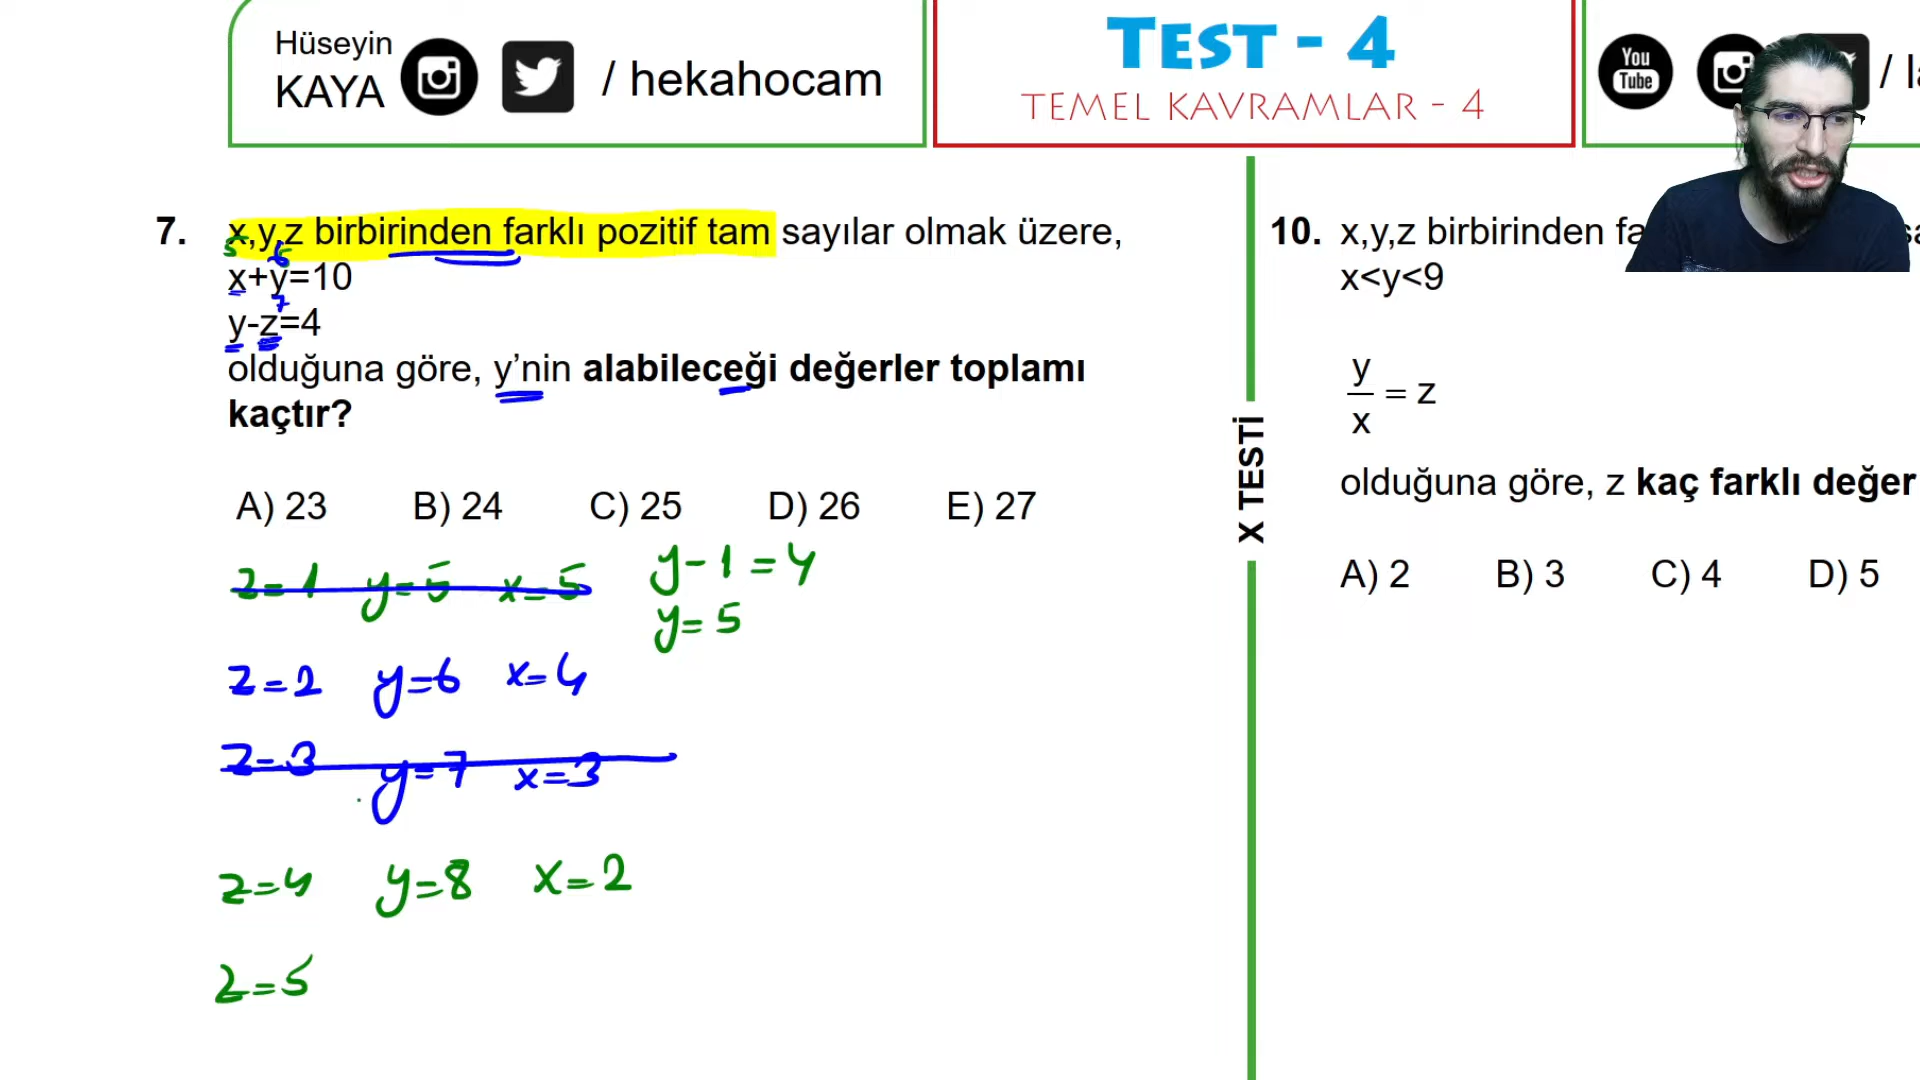 Hüseyin
KAYA
/ hekahocam
TEST - 4
TEMEL KAVRAMLAR - 4
You
Tube
/
7. x,y,z birbirinden farklı pozitif tam sayılar olmak üzere,
x+y=10
y-z=4
olduğuna göre, y’nin alabileceği değerler toplamı
kaçtır?
A) 23 B) 24 C) 25 D) 26 E) 27
z=1 y=5 x=5
y-1=4
y=5
z=2 y=6 x=4
z=3 y=7 x=3
z=4 y=8 x=2
z=5
5
6
7
X TESTİ
10. x,y,z birbirinden
x<y<9
y
x
= z
olduğuna göre, z kaç farklı değer
A) 2 B) 3 C) 4 D) 5